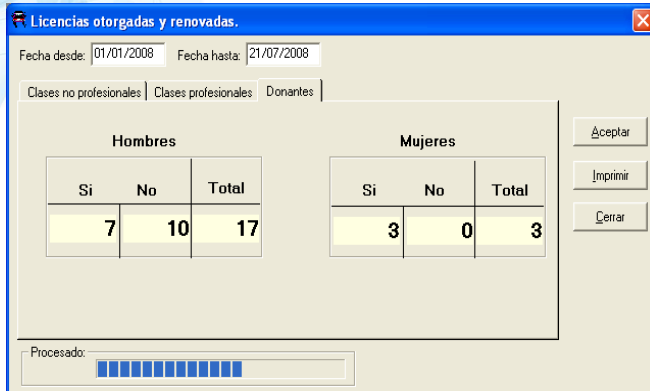 Licencias otorgadas y renovadas.
Fecha desde: 01/01/2008 Fecha hasta: 21/07/2008
Clases no profesionales Clases profesionales Donantes
Hombres Mujeres
Si No Total Si No Total
7 10 17 3 0 3
Aceptar
Imprimir
Cerrar
Procesado: